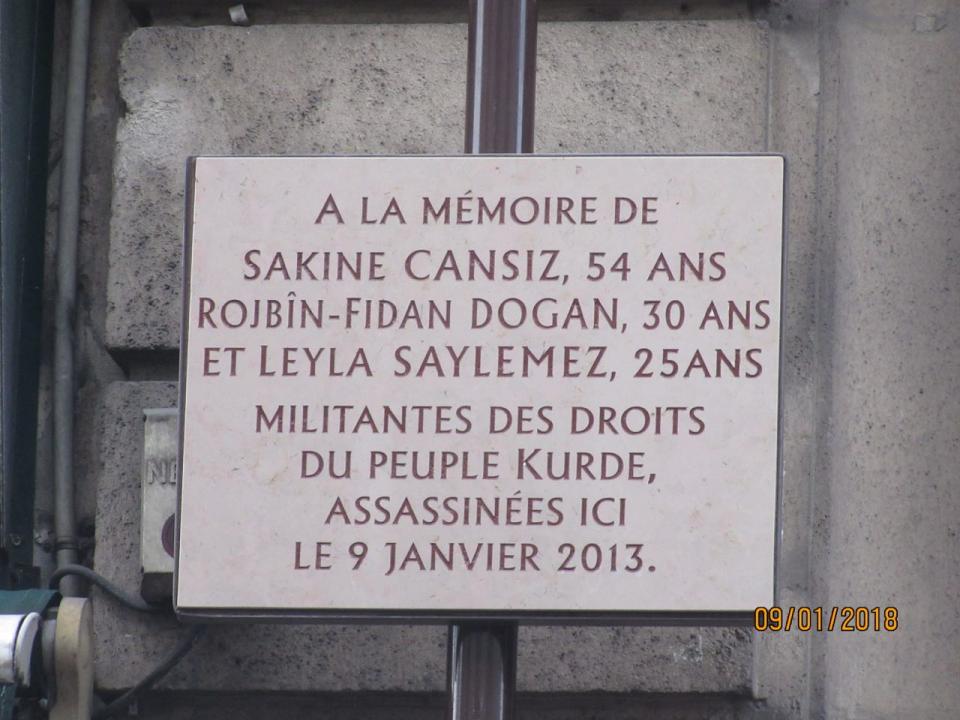 A LA MÉMOIRE DE
SAKINE CANSIZ, 54 ANS
ROJBÎN-FIDAN DOGAN, 30 ANS
ET LEYLA SAYLEMEZ, 25ANS
MILITANTES DES DROITS
DU PEUPLE KURDE,
ASSASSINÉES ICI
LE 9 JANVIER 2013.
09/01/2018